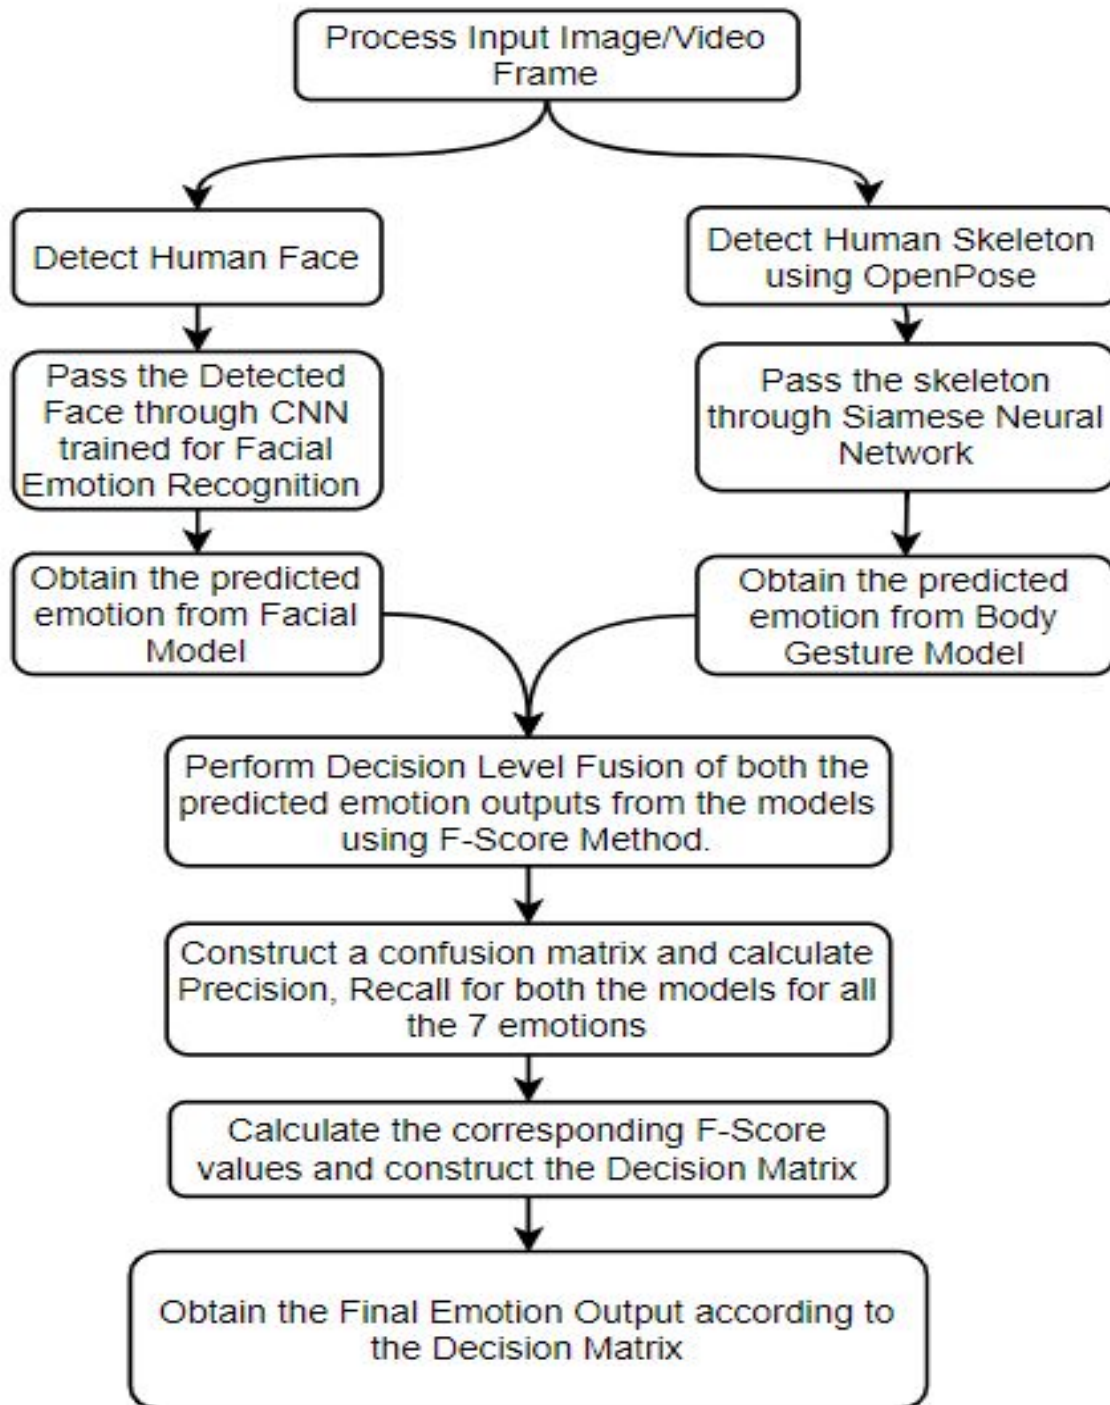 Process Input Image/Video
Frame
Detect Human Face
Detect Human Skeleton
using OpenPose
Pass the Detected
Face through CNN
trained for Facial
Emotion Recognition
Pass the skeleton
through Siamese Neural
Network
Obtain the predicted
emotion from Facial
Model
Obtain the predicted
emotion from Body
Gesture Model
Perform Decision Level Fusion of both the
predicted emotion outputs from the models
using F-Score Method.
Construct a confusion matrix and calculate
Precision, Recall for both the models for all
the 7 emotions
Calculate the corresponding F-Score
values and construct the Decision Matrix
Obtain the Final Emotion Output according to
the Decision Matrix